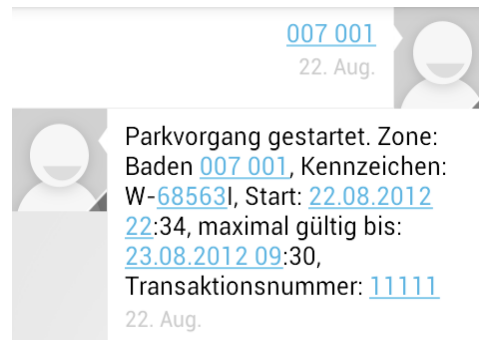 007 001
22. Aug.
Parkvorgang gestartet. Zone:
Baden 007 001, Kennzeichen:
W-68563I, Start: 22.08.2012
22:34, maximal gültig bis:
23.08.2012 09:30,
Transaktionsnummer: 11111
22. Aug.